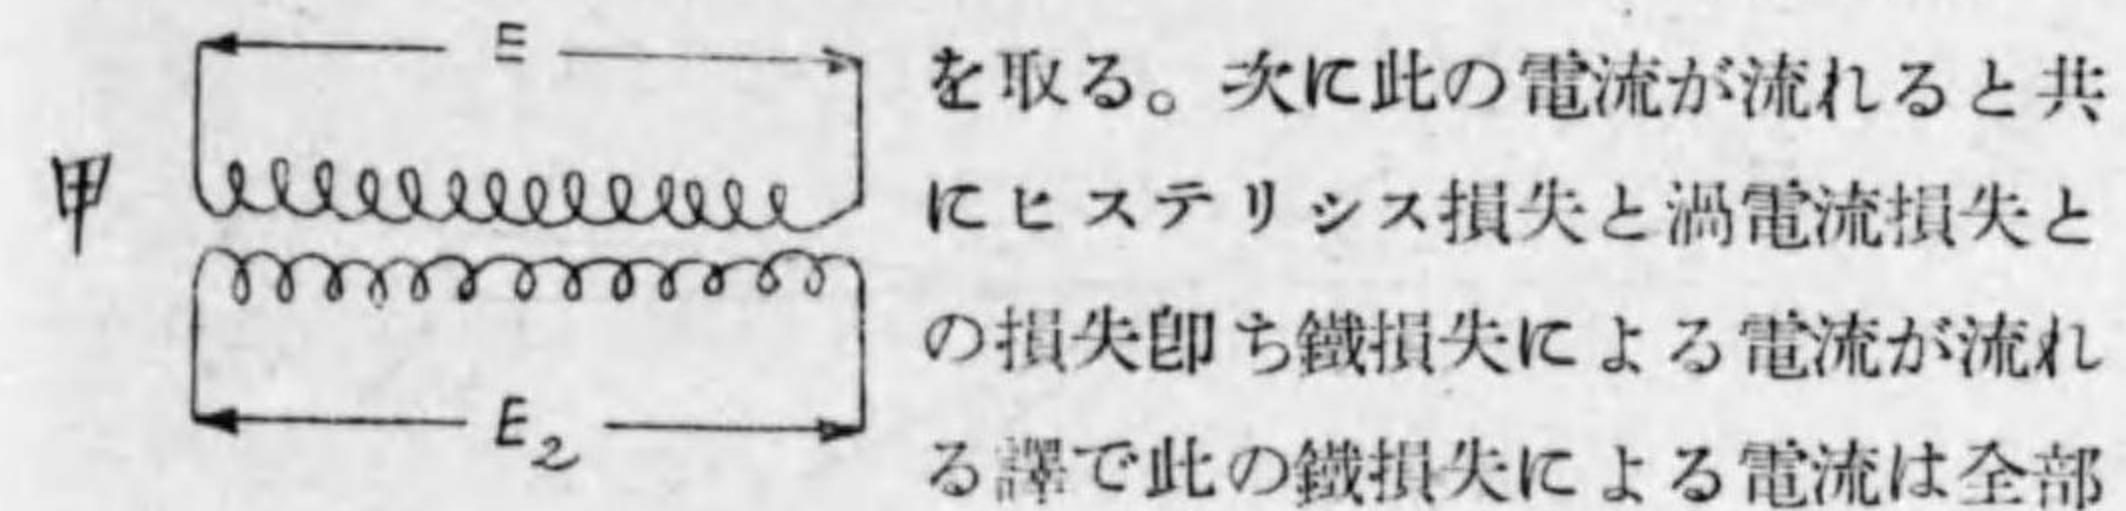 を取る。次に此の電流が流れると共
にヒステリシス損失と渦電流損失と
の損失卽ち鐵損失による電流が流れ
る譯で此の鐵損失による電流は全部
甲
E
E₂